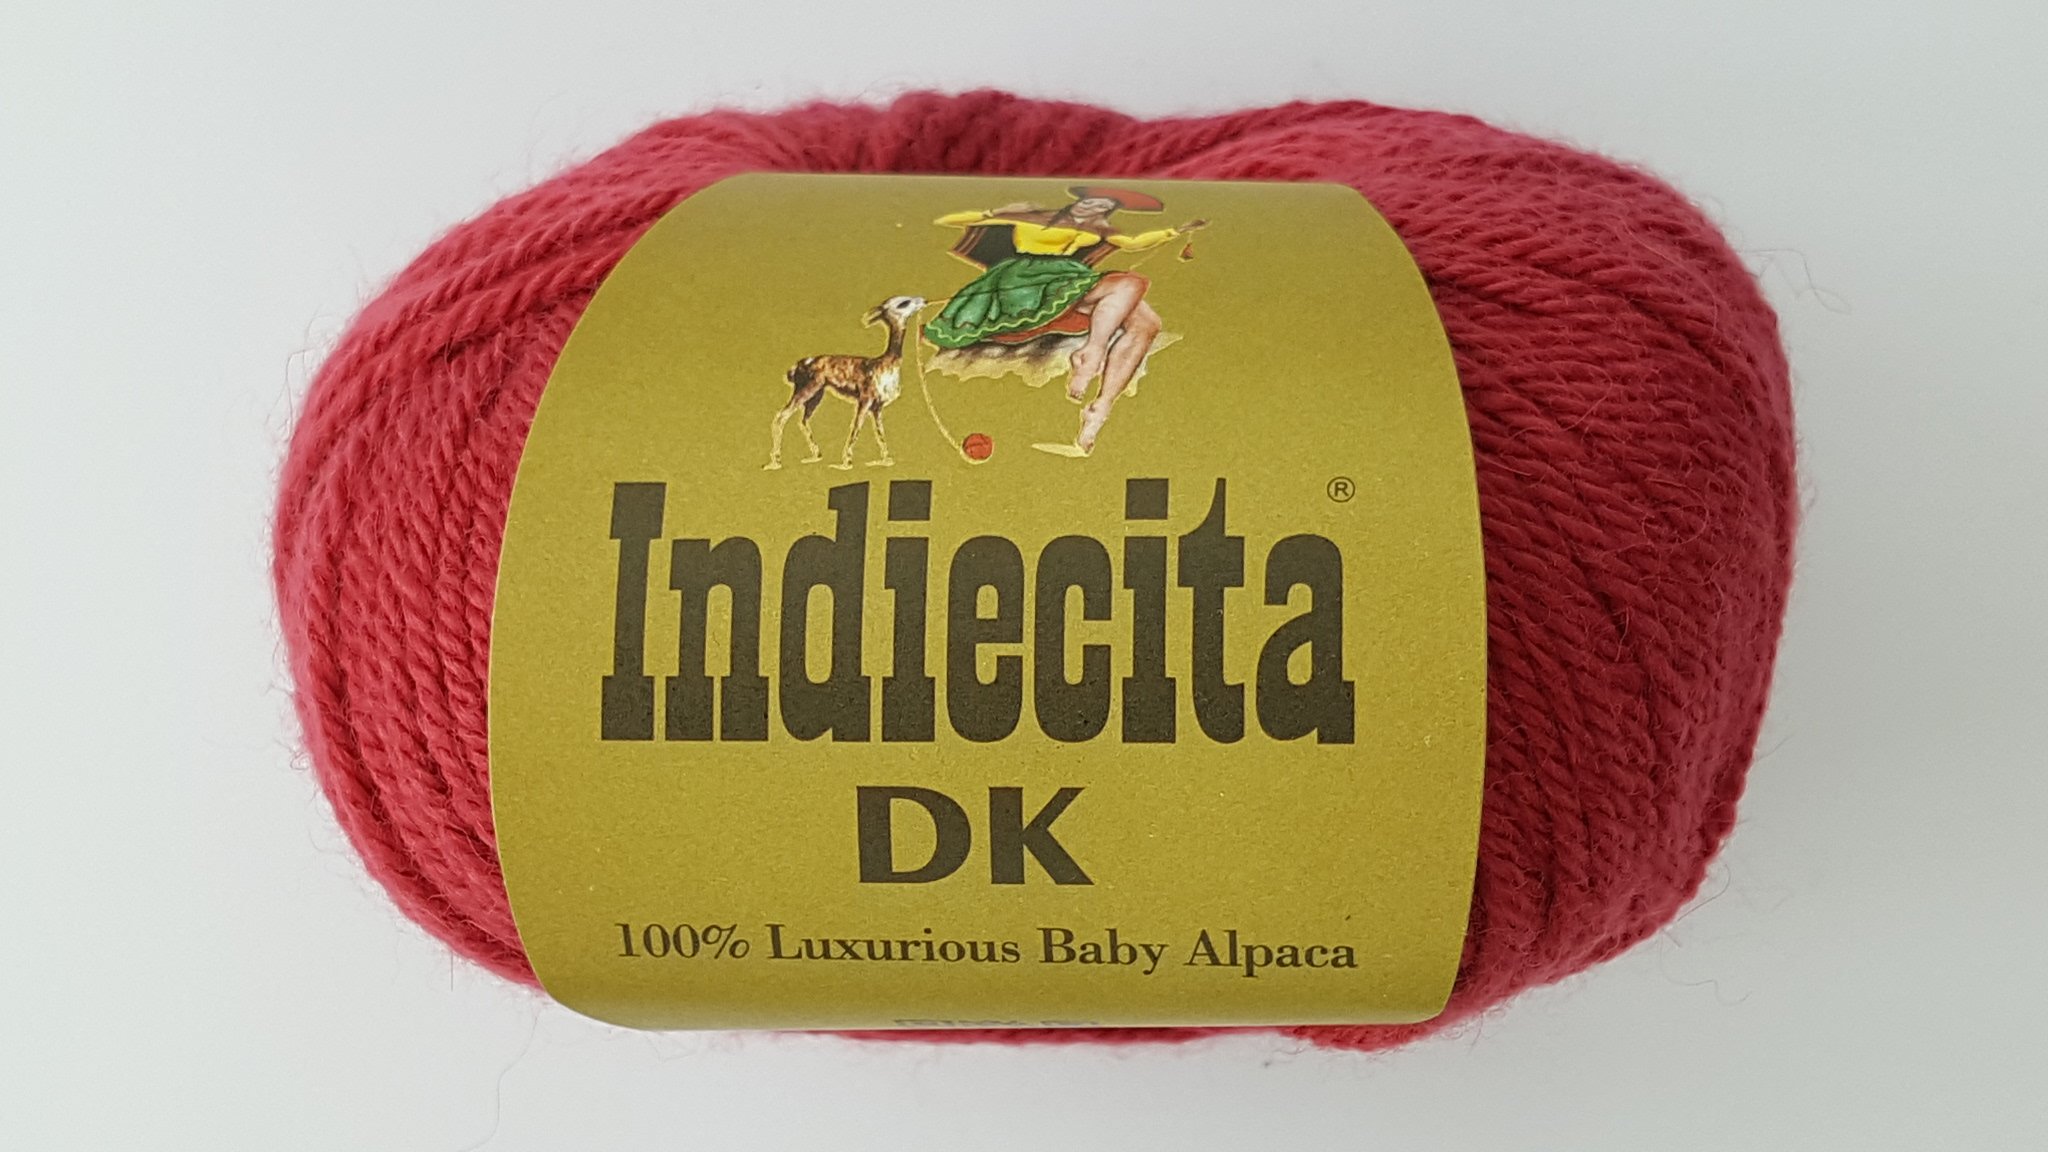 Indiecita ®
DK
100% Luxurious Baby Alpaca